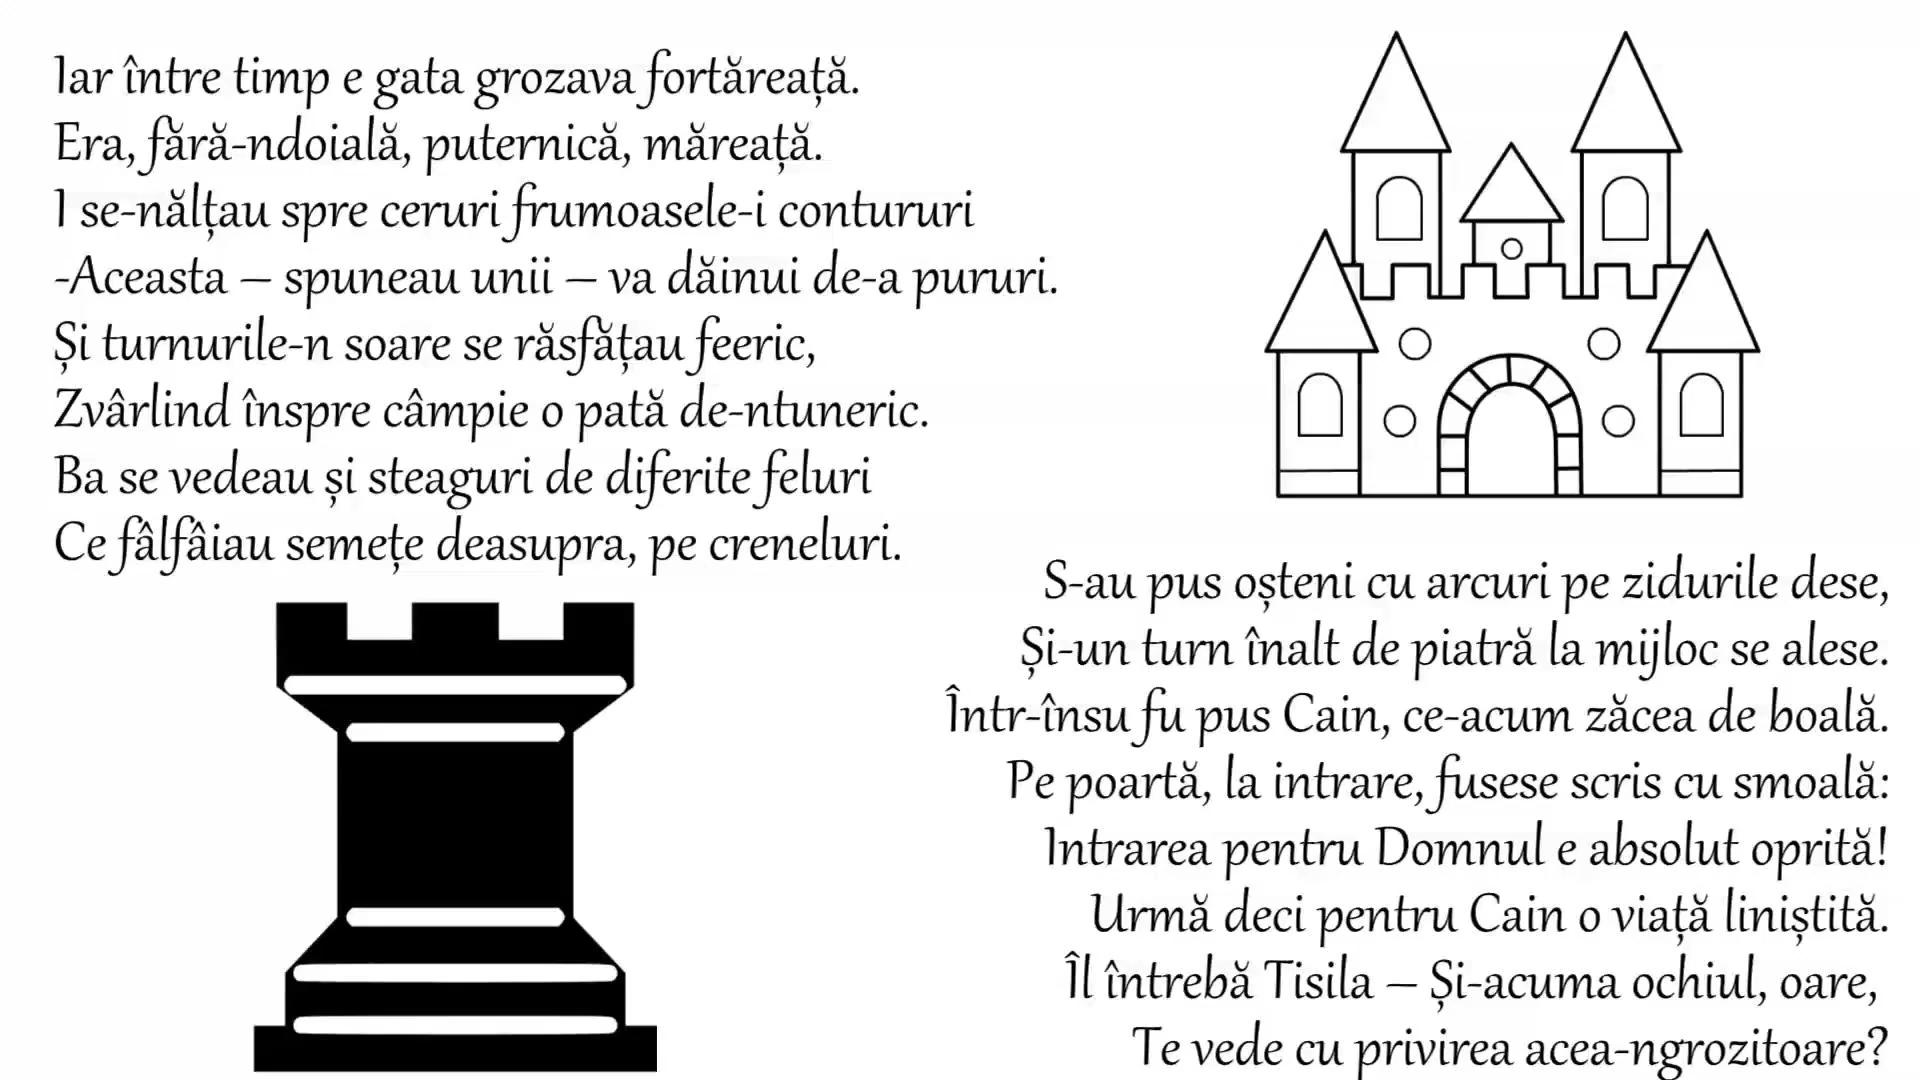 Iar între timp e gata grozava fortăreață.
Era, fără-ndoială, puternică, măreață.
I se-nălțau spre ceruri frumoasele-i contururi
-Aceasta – spuneau unii – va dăinui de-a pururi.
Și turnurile-n soare se răsfățau feeric,
Zvârlind înspre câmpie o pată de-ntuneric.
Ba se vedeau și steaguri de diferite feluri
Ce fâlfâiau semețe deasupra, pe creneluri.
S-au pus oșteni cu arcuri pe zidurile dese,
Și-un turn înalt de piatră la mijloc se alese.
Într-însu fu pus Cain, ce-acum zăcea de boală.
Pe poartă, la intrare, fusese scris cu smoală:
Intrarea pentru Domnul e absolut oprită!
Urmă deci pentru Cain o viață liniștită.
Îl întrebă Tisila – Și-acuma ochiul, oare,
Te vede cu privirea acea-ngrozitoare?